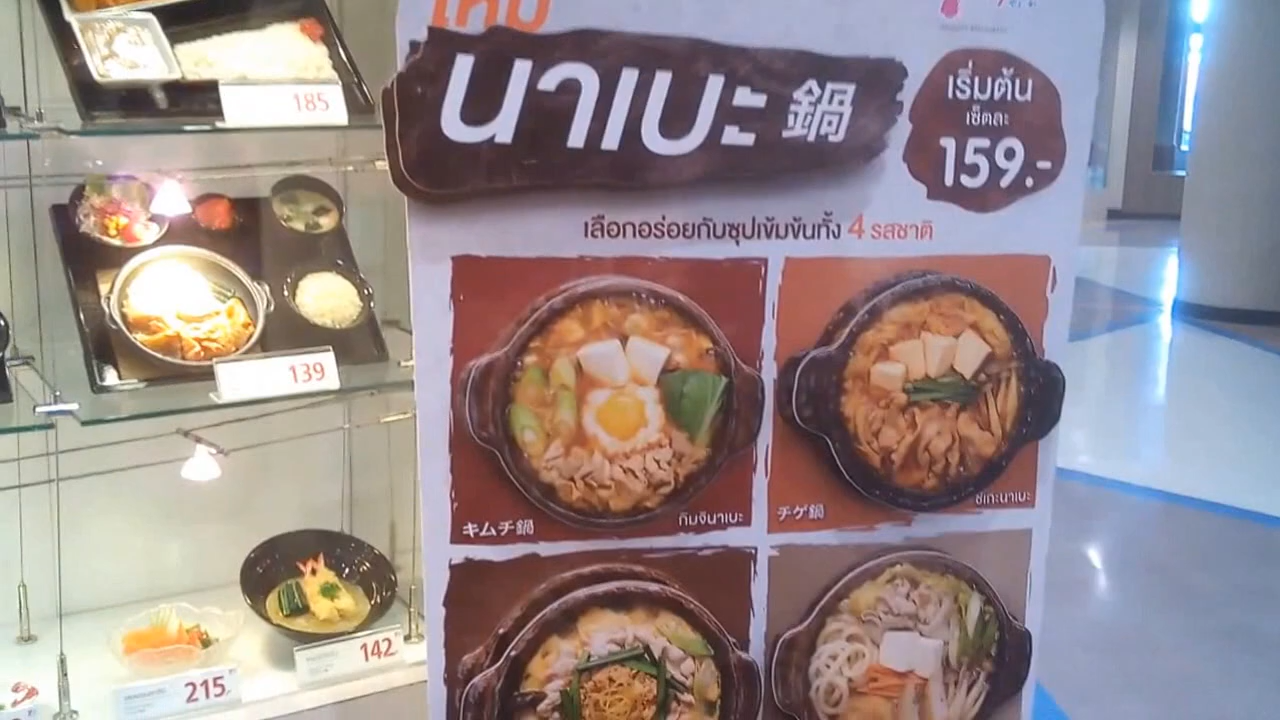 ใหม่
นาเบะ 鍋
เริ่มต้น
เซ็ตละ
159.-
เลือกอร่อยกับซุปเข้มข้นทั้ง 4 รสชาติ
キムチ鍋
กิมจินาเบะ
チゲ鍋
ชิเกะนาเบะ
185
139
142
215